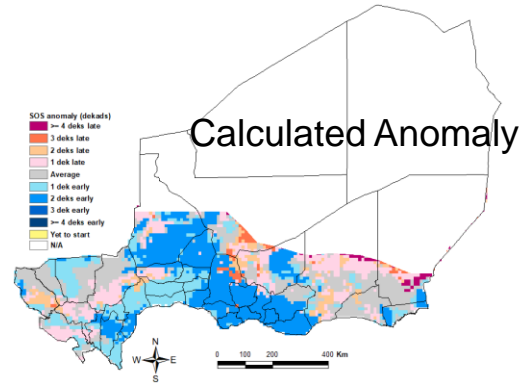 Calculated Anomaly
SOS anomaly (dekads)
>= 4 deks late
3 deks late
2 deks late
1 dek late
Average
1 dek early
2 deks early
3 dek early
>= 4 deks early
Yet to start
N/A
N
W E
S
0 100 200 400 Km